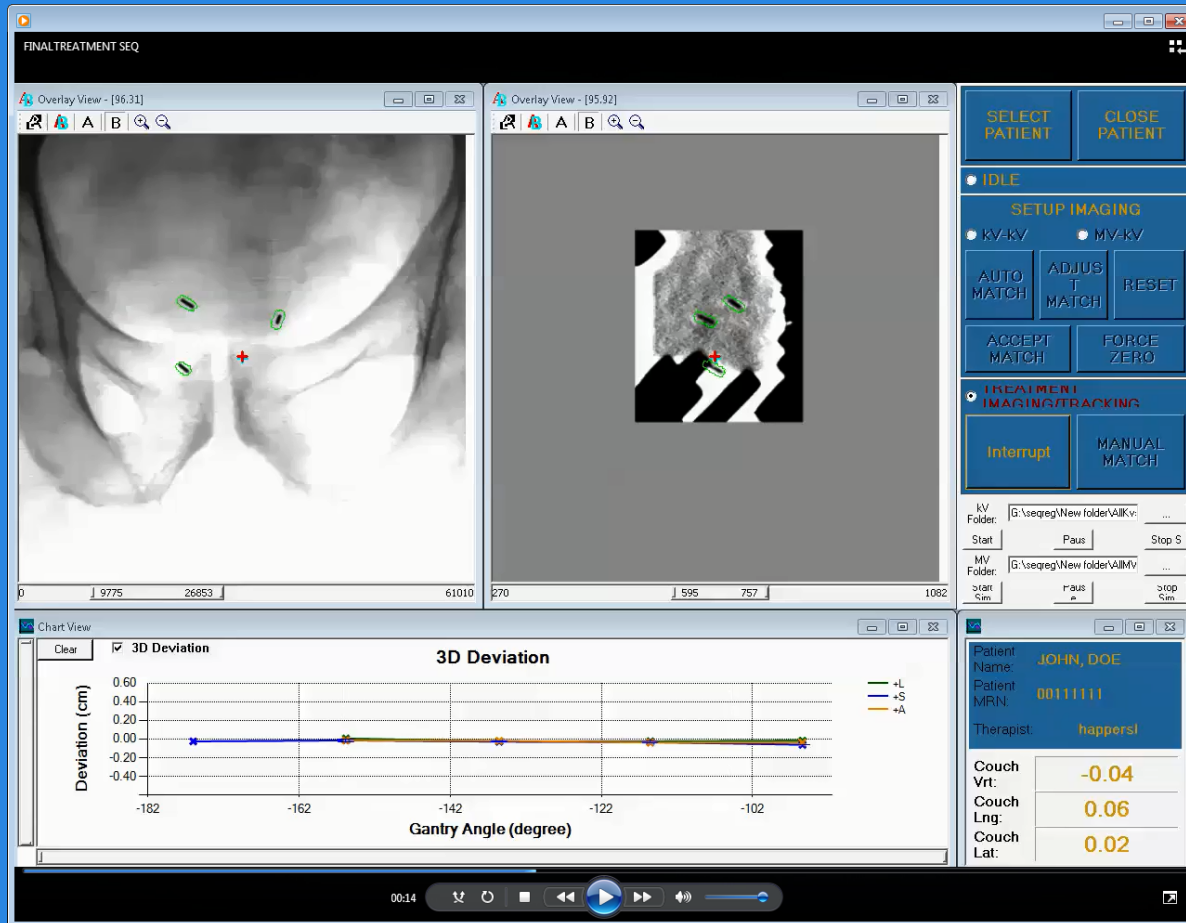 FINALTREATMENT SEQ
Overlay View - [96.31]
A B
Overlay View - [95.92]
A B
SELECT PATIENT
CLOSE PATIENT
IDLE
SETUP IMAGING
kV-kV
MV-kV
AUTO MATCH
ADJUS T MATCH
RESET
ACCEPT MATCH
FORCE ZERO
TREATMENT IMAGING/TRACKING
Interrupt
MANUAL MATCH
kV Folder:
G:\seqreg\New folder\AllKv:
...
Start
Paus
Stop S
MV Folder:
G:\seqreg\New folder\AllMV
...
Start Sim
Paus e
Stop Sim
0 9775 26853 61010
270 595 757 1082
Chart View
Clear
3D Deviation
3D Deviation
Deviation (cm)
0.60
0.40
0.20
0.00
-0.20
-0.40
-182 -162 -142 -122 -102
Gantry Angle (degree)
+L
+S
+A
Patient Name: JOHN, DOE
Patient MRN: 00111111
Therapist: happersl
Couch Vrt: -0.04
Couch Lng: 0.06
Couch Lat: 0.02
00:14